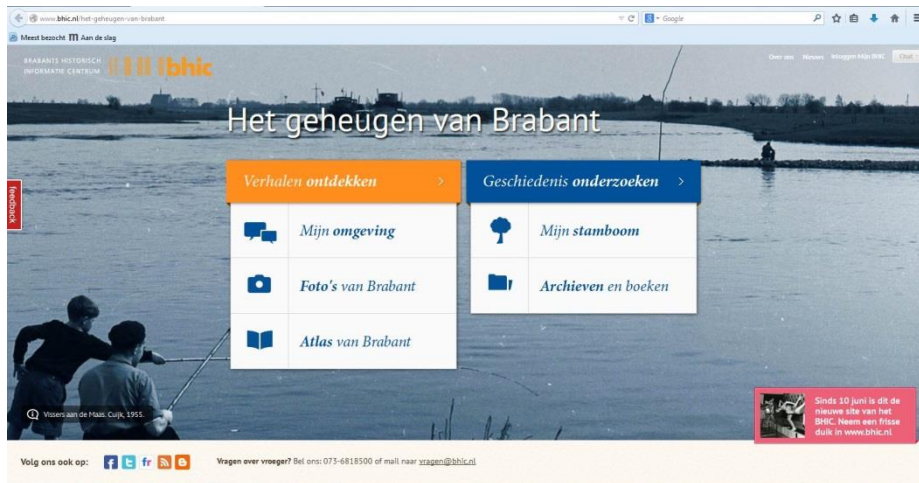 www.bhic.nl/het-geheugen-van-brabant
Google
Meest bezocht Aan de slag
BRABANTS HISTORISCH
INFORMATIE CENTRUM
bhic
Over ons Nieuws Inloggen Mijn BHIC Chat
Het geheugen van Brabant
Verhalen ontdekken
Mijn omgeving
Foto's van Brabant
Atlas van Brabant
Geschiedenis onderzoeken
Mijn stamboom
Archieven en boeken
feedback
Vissers aan de Maas. Cuijk, 1955.
Sinds 10 juni is dit de
nieuwe site van het
BHIC. Neem een frisse
duik in www.bhic.nl
Volg ons ook op:
Vragen over vroeger? Bel ons: 073-6818500 of mail naar vragen@bhic.nl